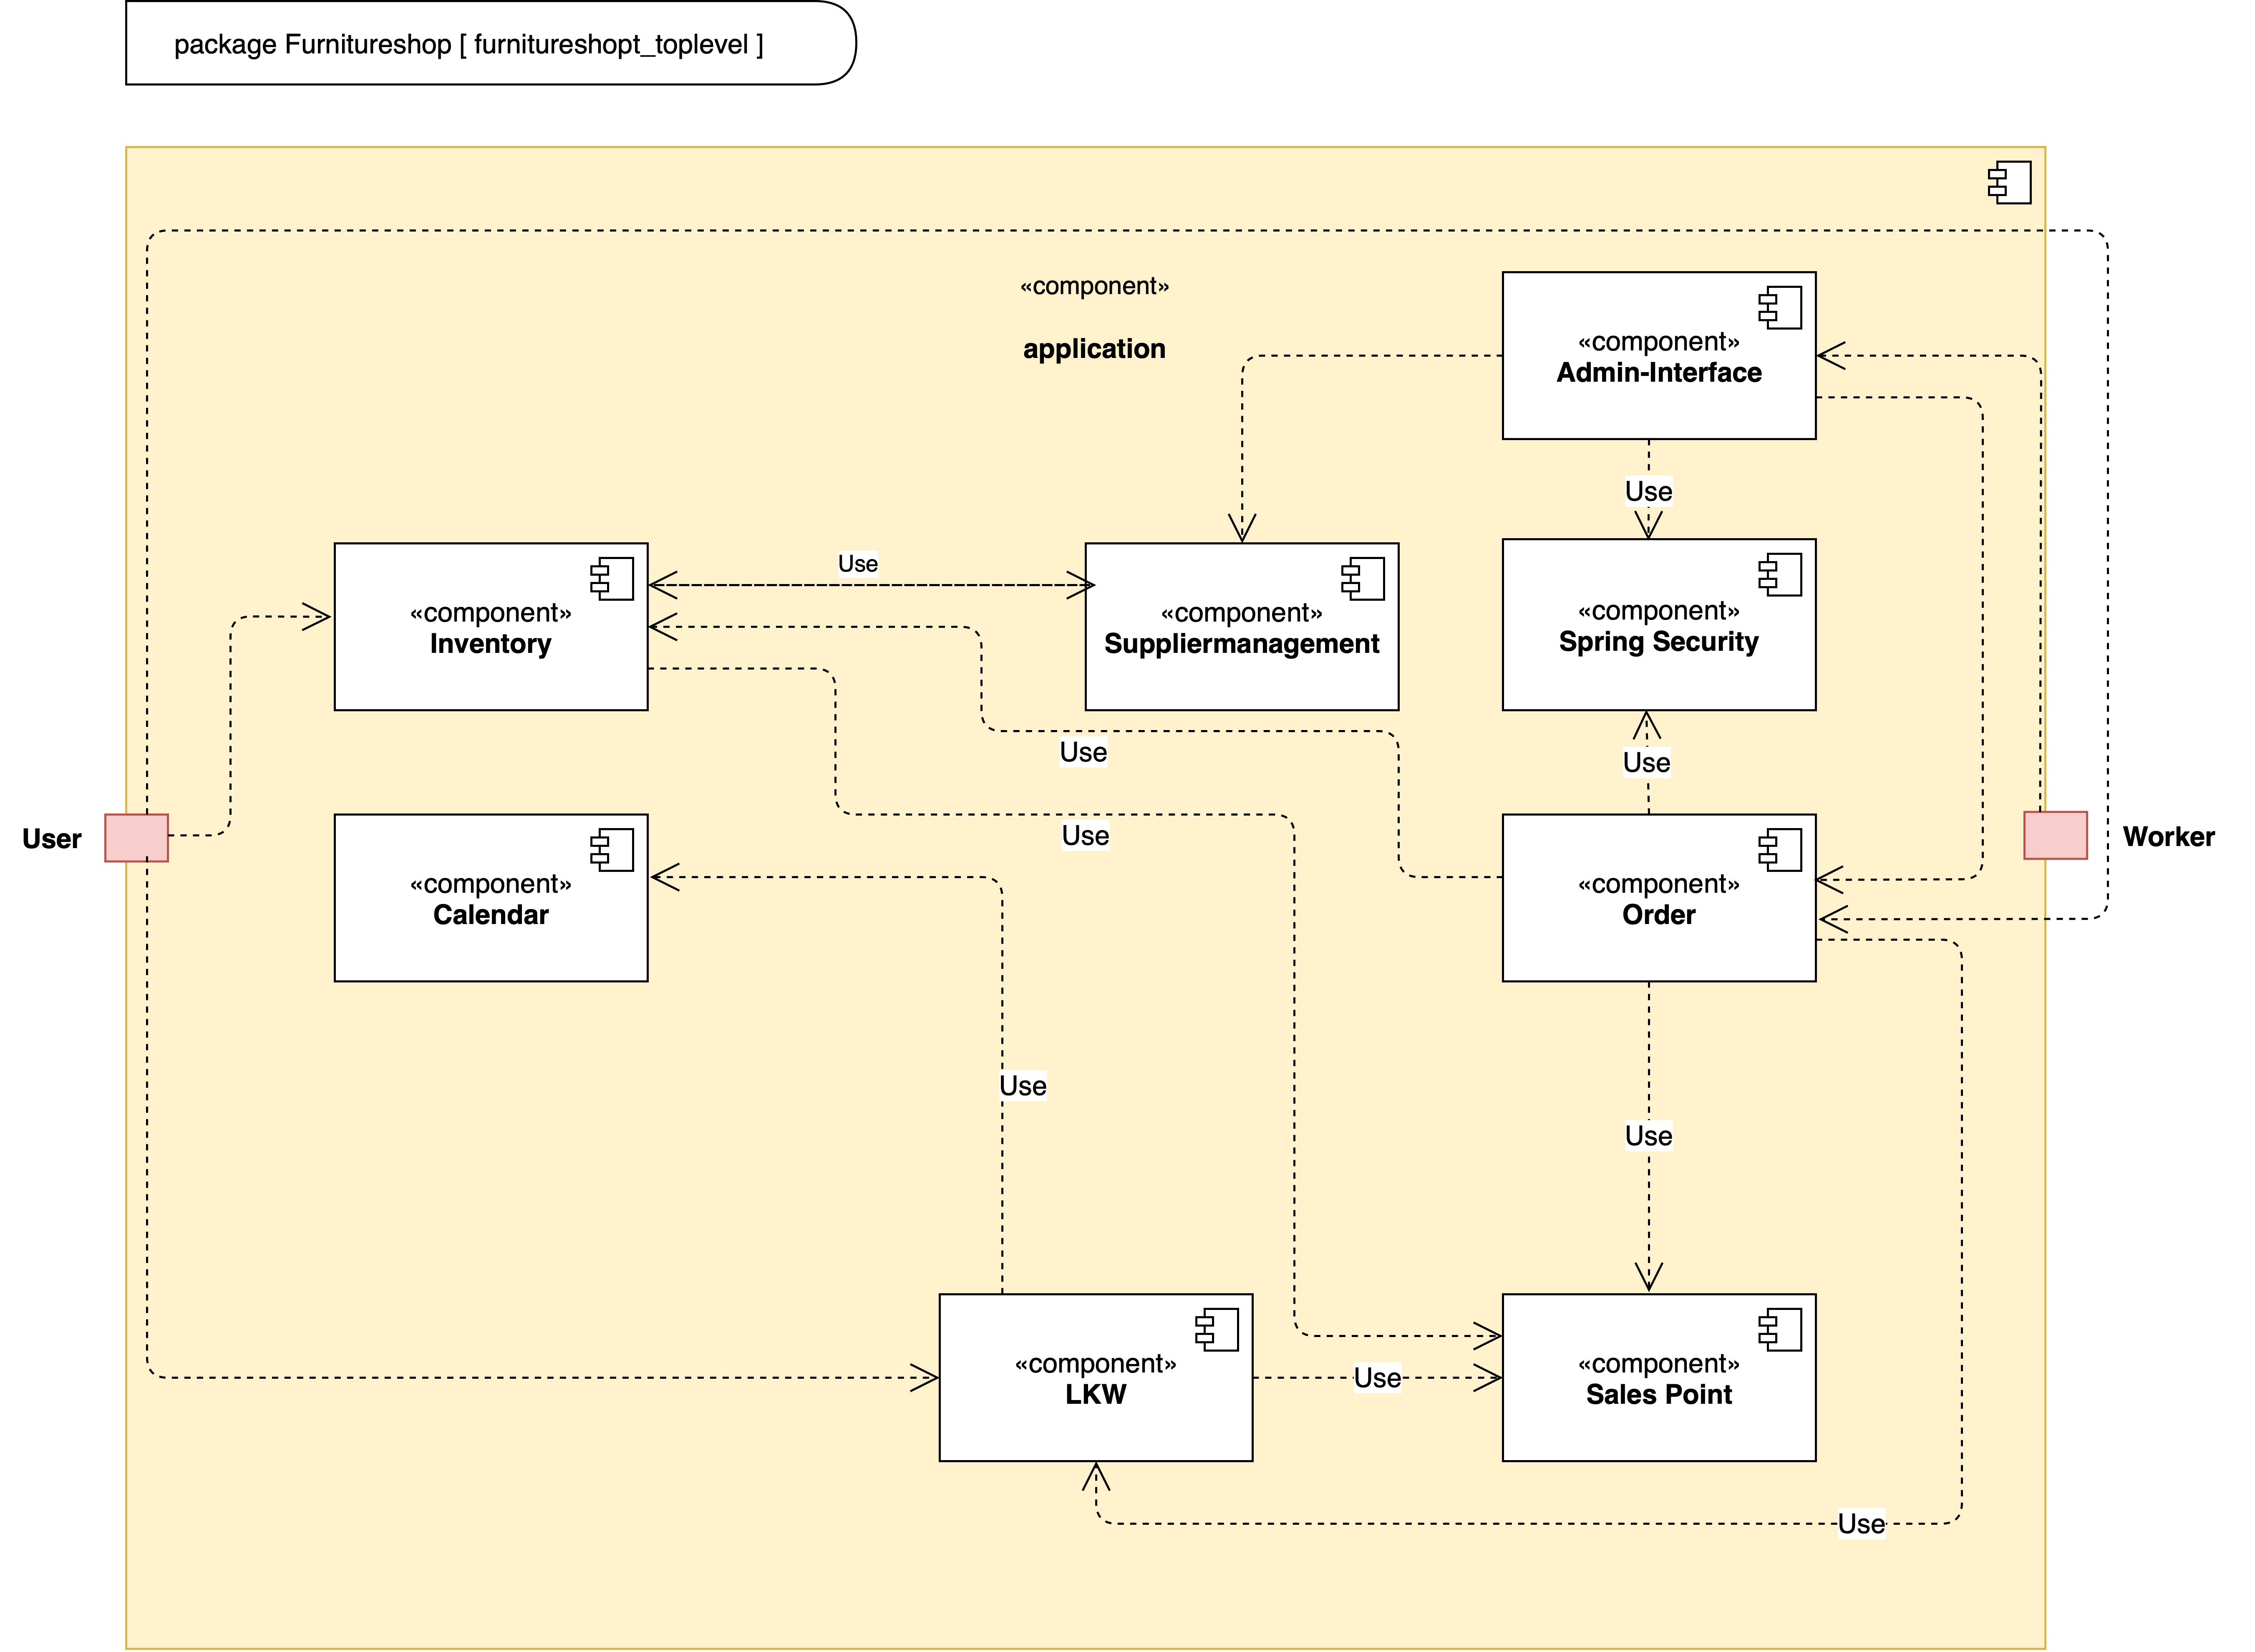 package Furnitureshop [ furnitureshopt_toplevel ]
«component»
application
«component»
Admin-Interface
Use
Use
«component»
Inventory
«component»
Suppliermanagement
«component»
Spring Security
Use
Use
Use
User
Worker
«component»
Calendar
«component»
Order
Use
Use
«component»
LKW
Use
«component»
Sales Point
Use